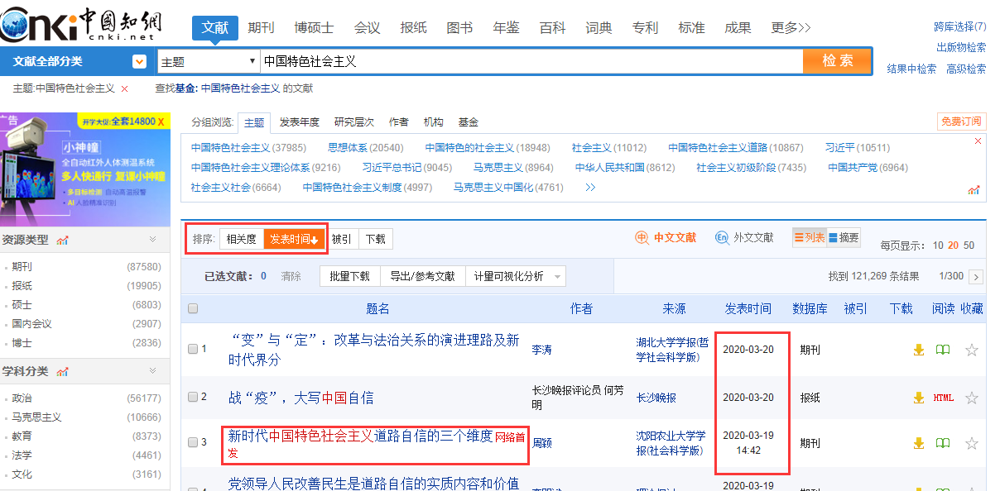 Cnki中国知網
cnki.net
文献 期刊 博硕士 会议 报纸 图书 年鉴 百科 词典 专利 标准 成果 更多>>
跨库选择(7)
出版物检索
文献全部分类 主题 中国特色社会主义 检 索
结果中检索 高级检索
主题:中国特色社会主义 × 查找基金: 中国特色社会主义 的文献
广告 开学大促:全套14800 X
小神瞳
全自动红外人体测温系统
多人快通行 复课小神瞳
• 多目标检测 自动高温报警
• AI 人脸精准识别
分组浏览: 主题 发表年度 研究层次 作者 机构 基金 免费订阅
中国特色社会主义(37985) 思想体系(20540) 中国特色的社会主义(18948) 社会主义(11012) 中国特色社会主义道路(10867) 习近平(10511)
中国特色社会主义理论体系(9216) 习近平总书记(9045) 马克思主义(8964) 中华人民共和国(8612) 社会主义初级阶段(7435) 中国共产党(6964)
社会主义社会(6664) 中国特色社会主义制度(4997) 马克思主义中国化(4761) >>
资源类型
期刊 (87580)
报纸 (19905)
硕士 (6803)
国内会议 (2907)
博士 (2836)
学科分类
政治 (56177)
马克思主义 (10666)
教育 (8373)
法学 (4461)
文化 (3161)
排序: 相关度 发表时间↓ 被引 下载 中 中文文献 En 外文文献 列表 摘要 每页显示: 10 20 50
已选文献: 0 清除 批量下载 导出/参考文献 计量可视化分析 找到 121,269 条结果 1/300 >
题名 作者 来源 发表时间 数据库 被引 下载 阅读 收藏
1 “变”与“定”：改革与法治关系的演进理路及新
时代界分 李涛 湖北大学学报(哲
学社会科学版) 2020-03-20 期刊
2 战“疫”，大写中国自信 长沙晚报评论员 何芳
明 长沙晚报 2020-03-20 报纸 HTML
3 新时代中国特色社会主义道路自信的三个维度 网络首
发 周颖 沈阳农业大学学
报(社会科学版) 2020-03-19
14:42 期刊
党领导人民改善民生是道路自信的实质内容和价值 2020-03-19